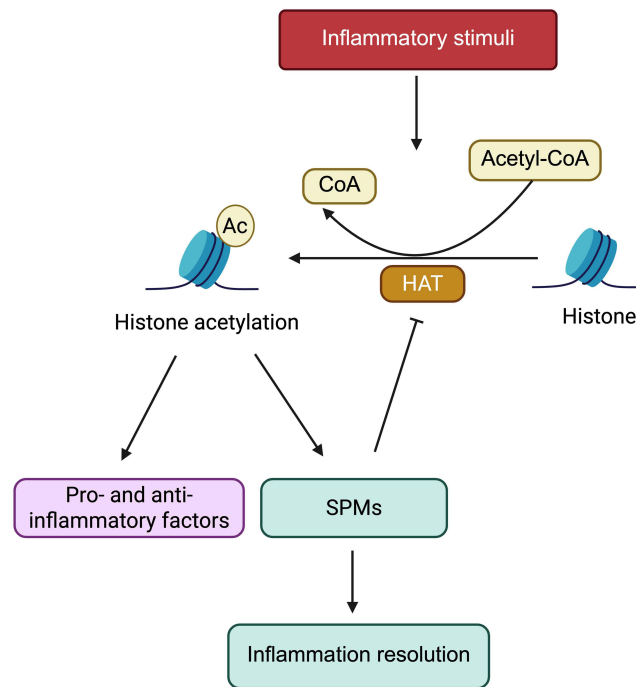 Inflammatory stimuli
Acetyl-CoA
CoA
Ac
HAT
Histone acetylation
Histone
Pro- and anti-
inflammatory factors
SPMs
Inflammation resolution